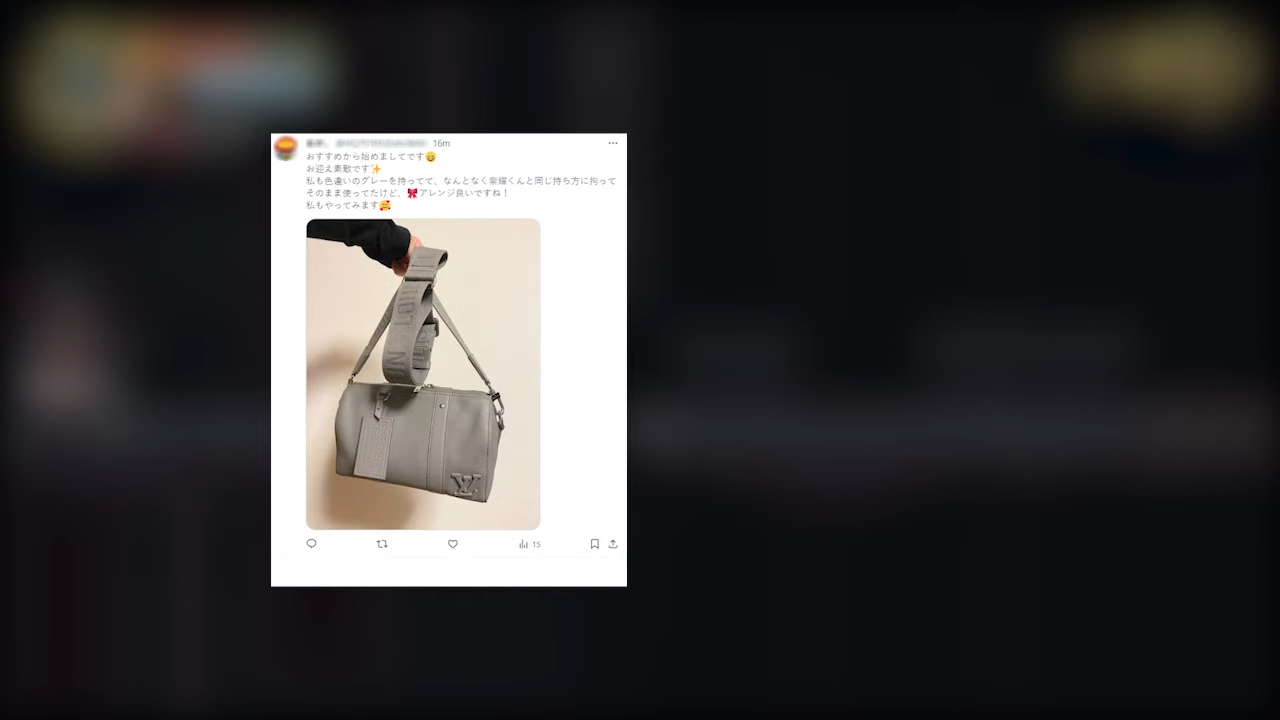 16m
おすすめから始めましてです😄
お迎え素敵です✨
私も色違いのグレーを持ってて、なんとなく紫耀くんと同じ持ち方に拘って
そのまま使ってたけど、🎀アレンジ良いですね！
私もやってみます🥰
LV
15